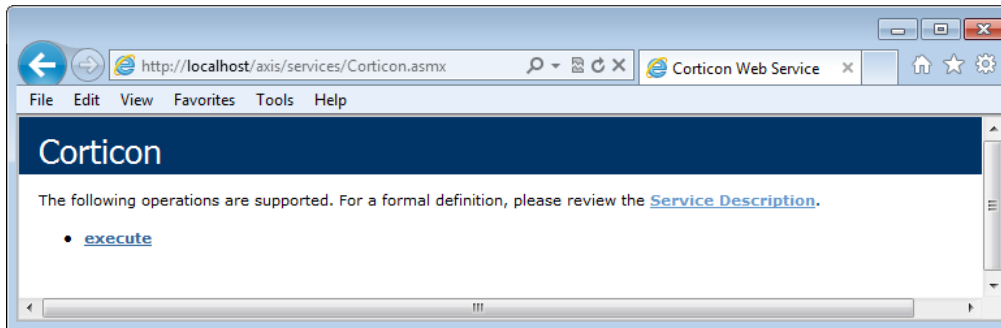 http://localhost/axis/services/Corticon.asmx
Corticon Web Service
File Edit View Favorites Tools Help
Corticon
The following operations are supported. For a formal definition, please review the Service Description.
• execute